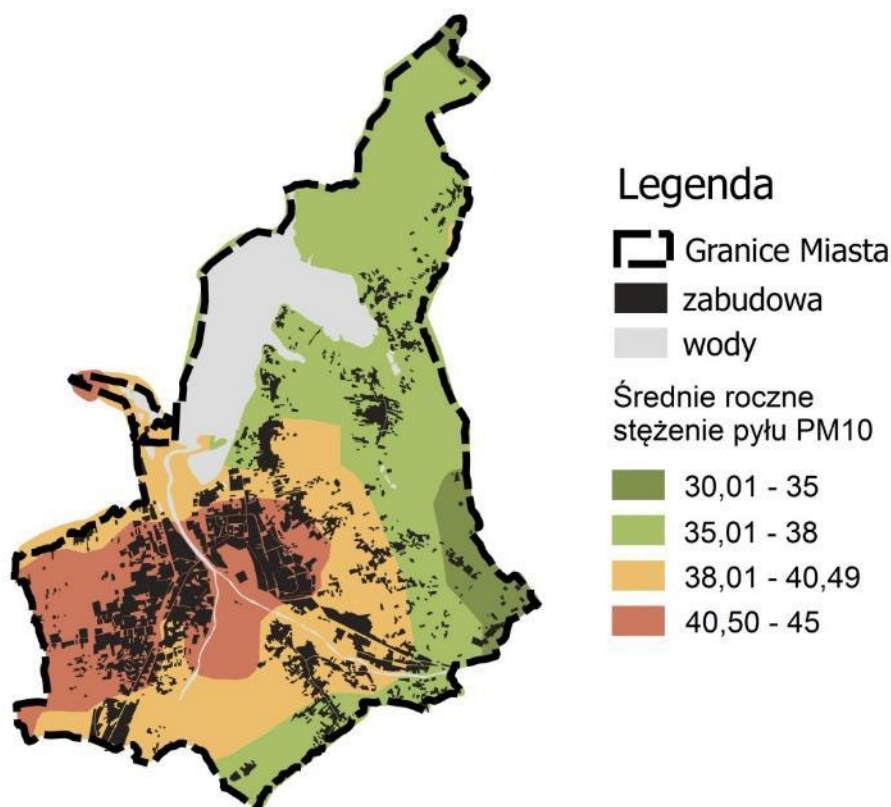 Legenda
Granice Miasta
zabudowa
wody
Średnie roczne
stężenie pyłu PM10
30,01 - 35
35,01 - 38
38,01 - 40,49
40,50 - 45